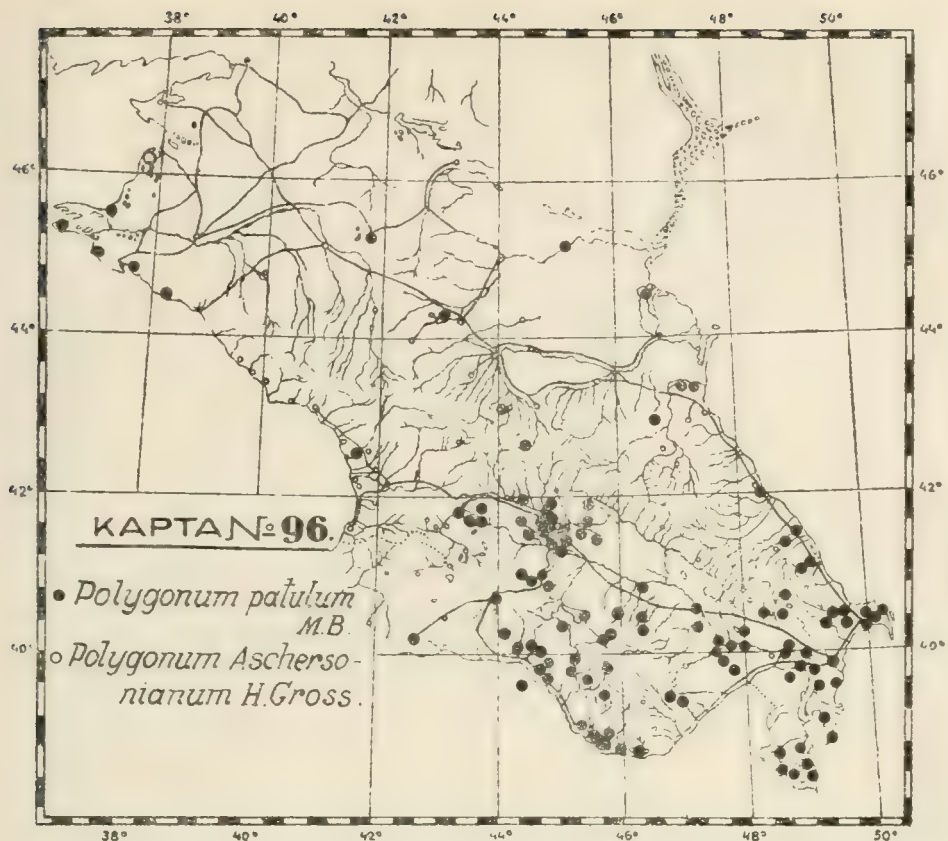 38° 40° 42° 44° 46° 48° 50°
46° 46°
44° 44°
42° 42°
КАРТА № 96.
● Polygonum patulum
M.B.
40° 40°
○ Polygonum Ascherso-
nianum H.Gross.
38° 40° 42° 44° 46° 48° 50°